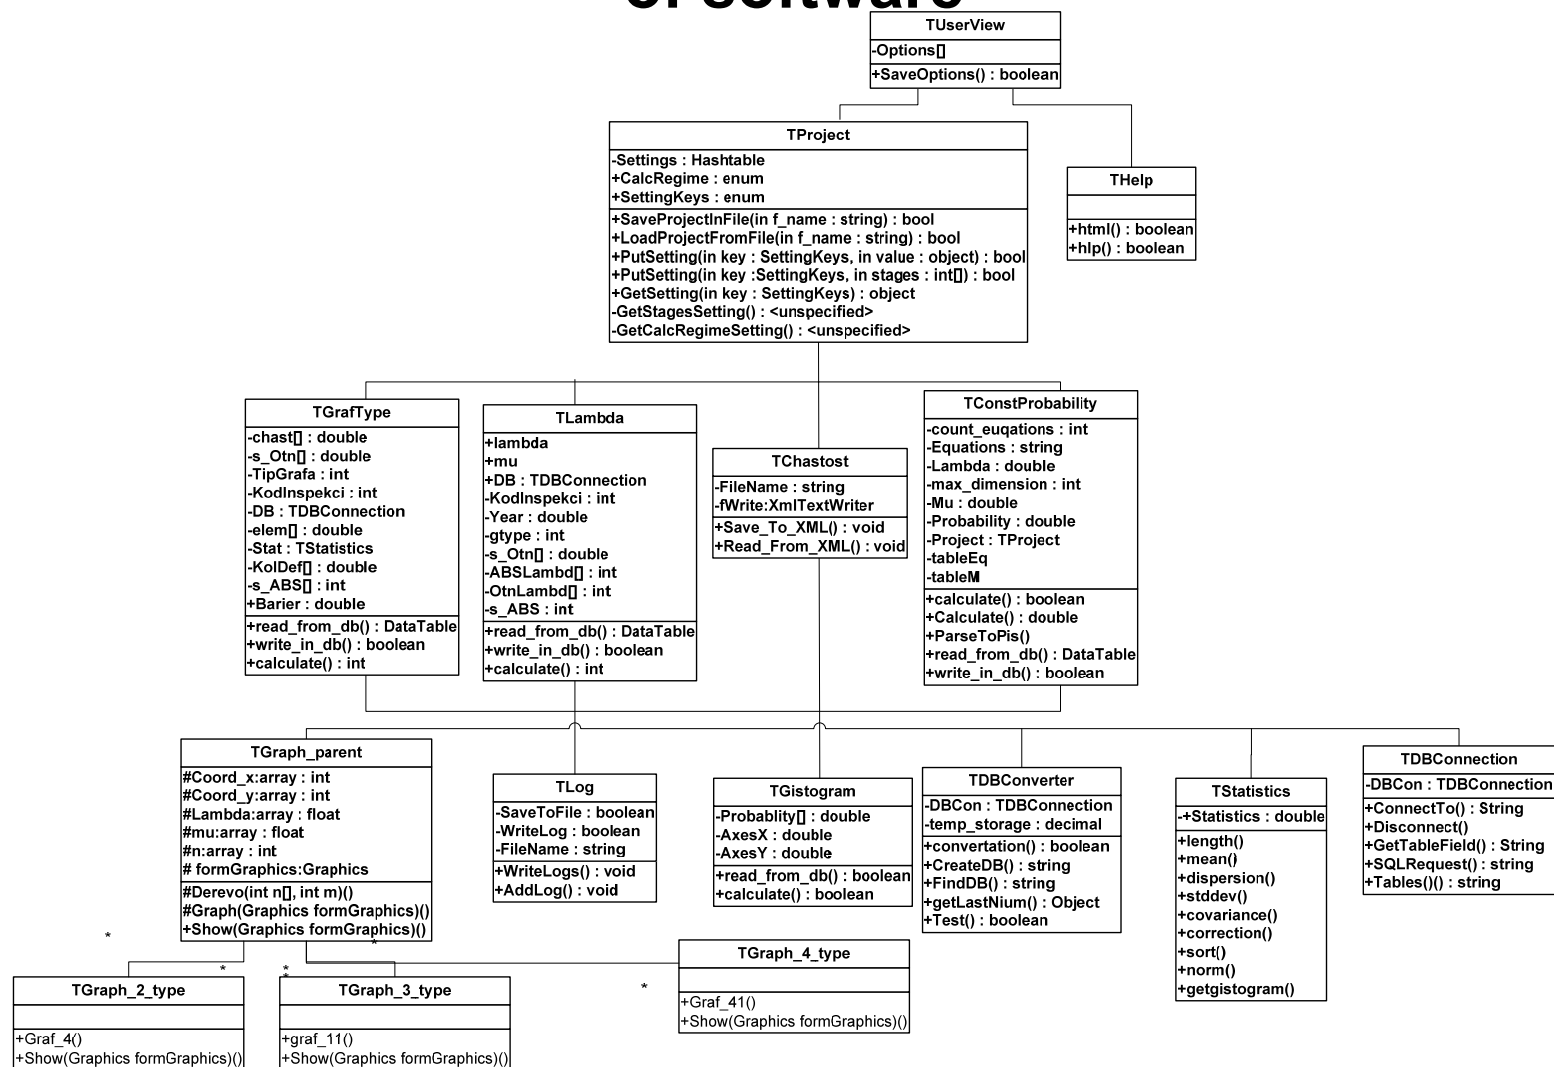 of software
TUserView
-Options[]
+SaveOptions() : boolean
TProject
-Settings : Hashtable
+CalcRegime : enum
+SettingKeys : enum
+SaveProjectInFile(in f_name : string) : bool
+LoadProjectFromFile(in f_name : string) : bool
+PutSetting(in key : SettingKeys, in value : object) : bool
+PutSetting(in key :SettingKeys, in stages : int[]) : bool
+GetSetting(in key : SettingKeys) : object
-GetStagesSetting() : <unspecified>
-GetCalcRegimeSetting() : <unspecified>
THelp
+html() : boolean
+hlp() : boolean
TGrafType
-chast[] : double
-s_Otn[] : double
-TipGrafa : int
-KodInspekci : int
-DB : TDBConnection
-elem[] : double
-Stat : TStatistics
-KolDef[] : double
-s_ABS[] : int
+Barier : double
+read_from_db() : DataTable
+write_in_db() : boolean
+calculate() : int
TLambda
+lambda
+mu
+DB : TDBConnection
-KodInspekci : int
-Year : double
-gtype : int
-s_Otn[] : double
-ABSLambd[] : int
-OtnLambd[] : int
-s_ABS : int
+read_from_db() : DataTable
+write_in_db() : boolean
+calculate() : int
TChastost
-FileName : string
-fWrite:XmlTextWriter
+Save_To_XML() : void
+Read_From_XML() : void
TConstProbability
-count_euqations : int
-Equations : string
-Lambda : double
-max_dimension : int
-Mu : double
-Probability : double
-Project : TProject
-tableEq
-tableM
+calculate() : boolean
+Calculate() : double
+ParseToPis()
+read_from_db() : DataTable
+write_in_db() : boolean
TGraph_parent
#Coord_x:array : int
#Coord_y:array : int
#Lambda:array : float
#mu:array : float
#n:array : int
# formGraphics:Graphics
#Derevo(int n[], int m)()
#Graph(Graphics formGraphics)()
+Show(Graphics formGraphics)()
TLog
-SaveToFile : boolean
-WriteLog : boolean
-FileName : string
+WriteLogs() : void
+AddLog() : void
TGistogram
-Probablity[] : double
-AxesX : double
-AxesY : double
+read_from_db() : boolean
+calculate() : boolean
TDBConverter
-DBCon : TDBConnection
-temp_storage : decimal
+convertation() : boolean
+CreateDB() : string
+FindDB() : string
+getLastNium() : Object
+Test() : boolean
TStatistics
-+Statistics : double
+length()
+mean()
+dispersion()
+stddev()
+covariance()
+correction()
+sort()
+norm()
+getgistogram()
TDBConnection
-DBCon : TDBConnection
+ConnectTo() : String
+Disconnect()
+GetTableField() : String
+SQLRequest() : string
+Tables()() : string
*
*
*
*
*
*
TGraph_2_type
+Graf_4()
+Show(Graphics formGraphics)()
TGraph_3_type
+graf_11()
+Show(Graphics formGraphics)()
TGraph_4_type
+Graf_41()
+Show(Graphics formGraphics)()